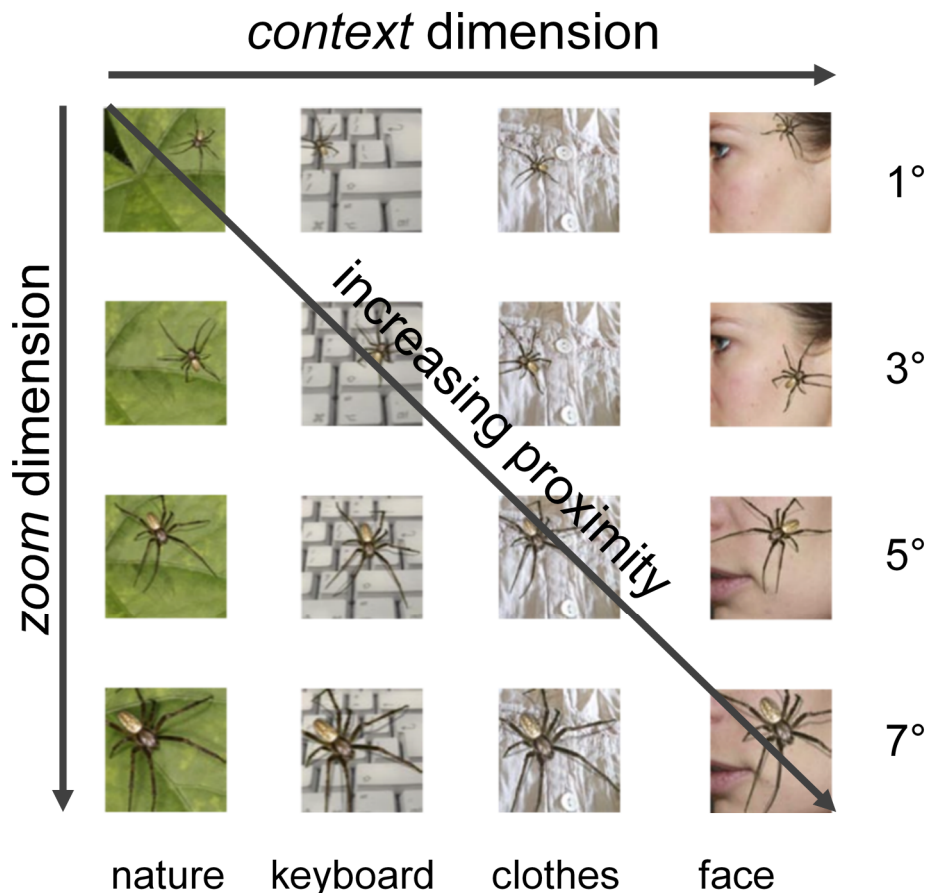 context dimension
zoom dimension
increasing proximity
1°
3°
5°
7°
nature keyboard clothes face